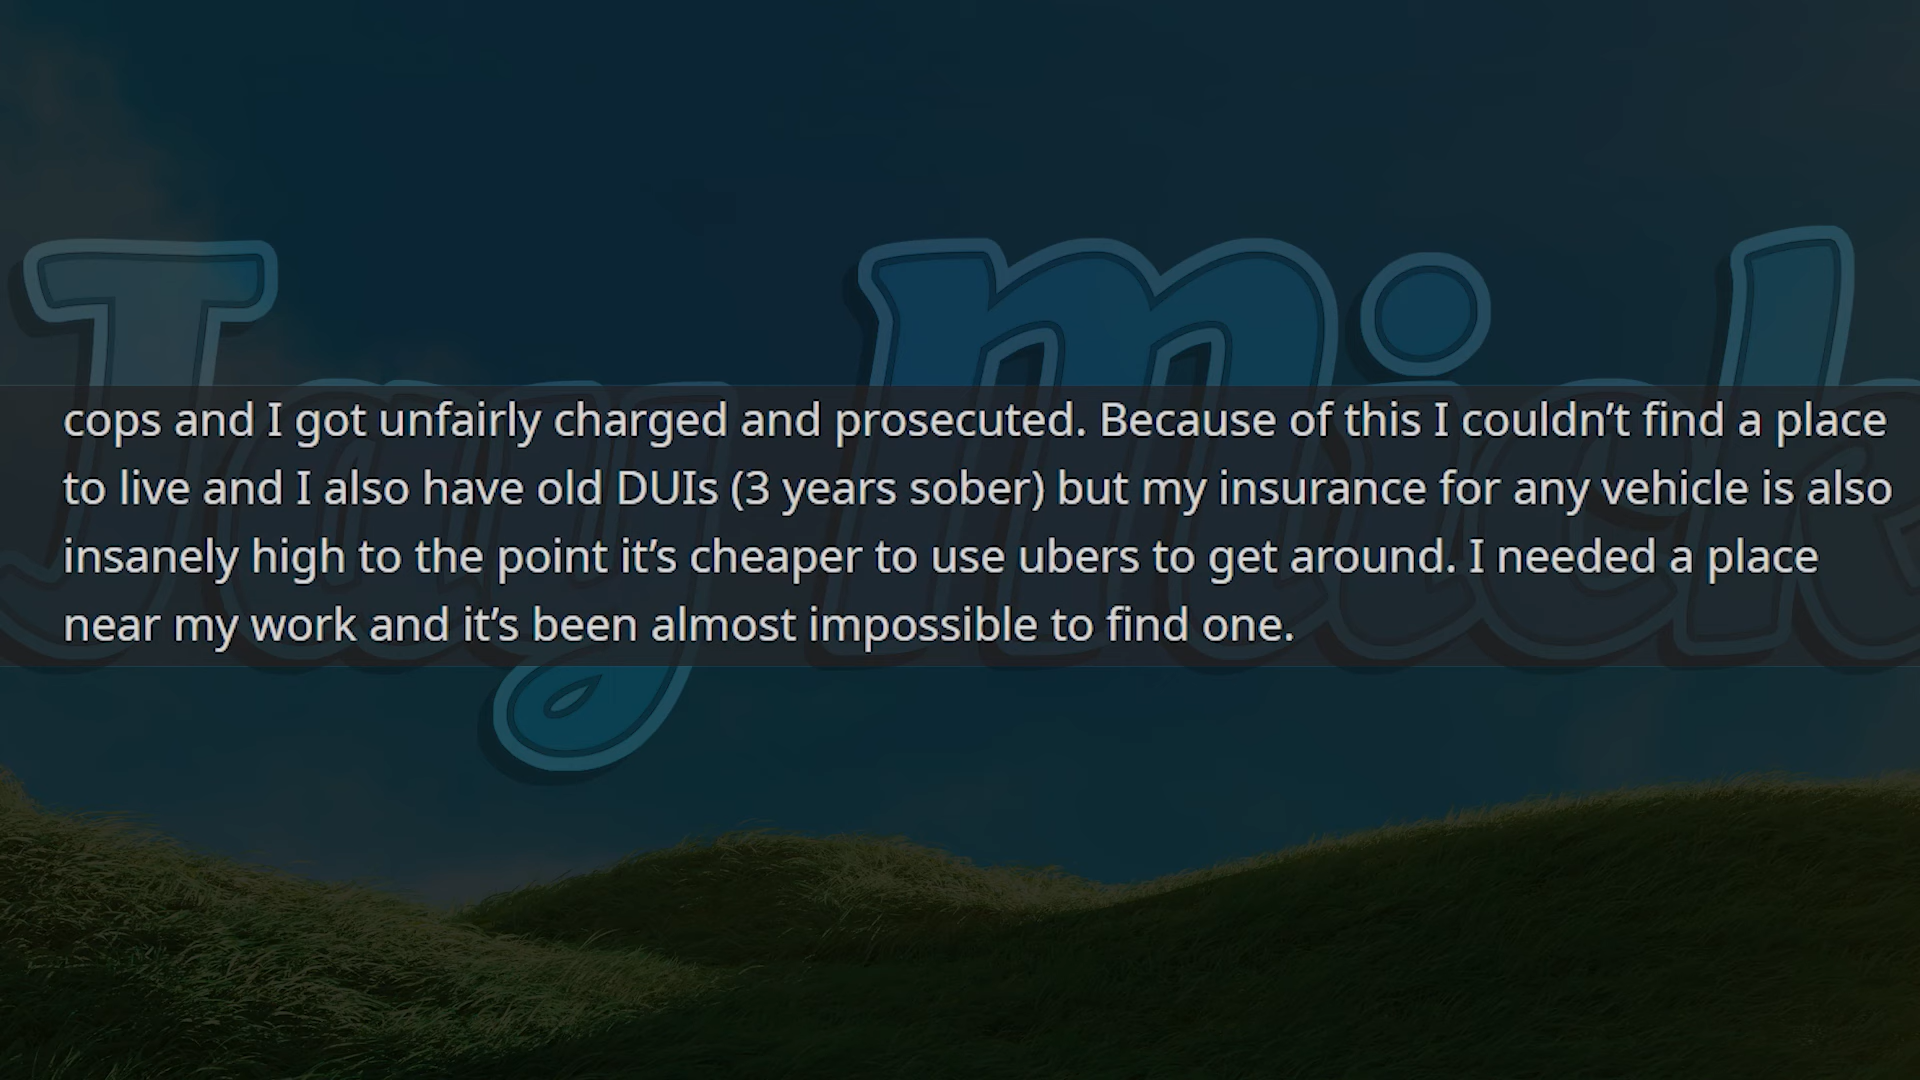 Jay Mick
cops and I got unfairly charged and prosecuted. Because of this I couldn’t find a place
to live and I also have old DUIs (3 years sober) but my insurance for any vehicle is also
insanely high to the point it’s cheaper to use ubers to get around. I needed a place
near my work and it’s been almost impossible to find one.